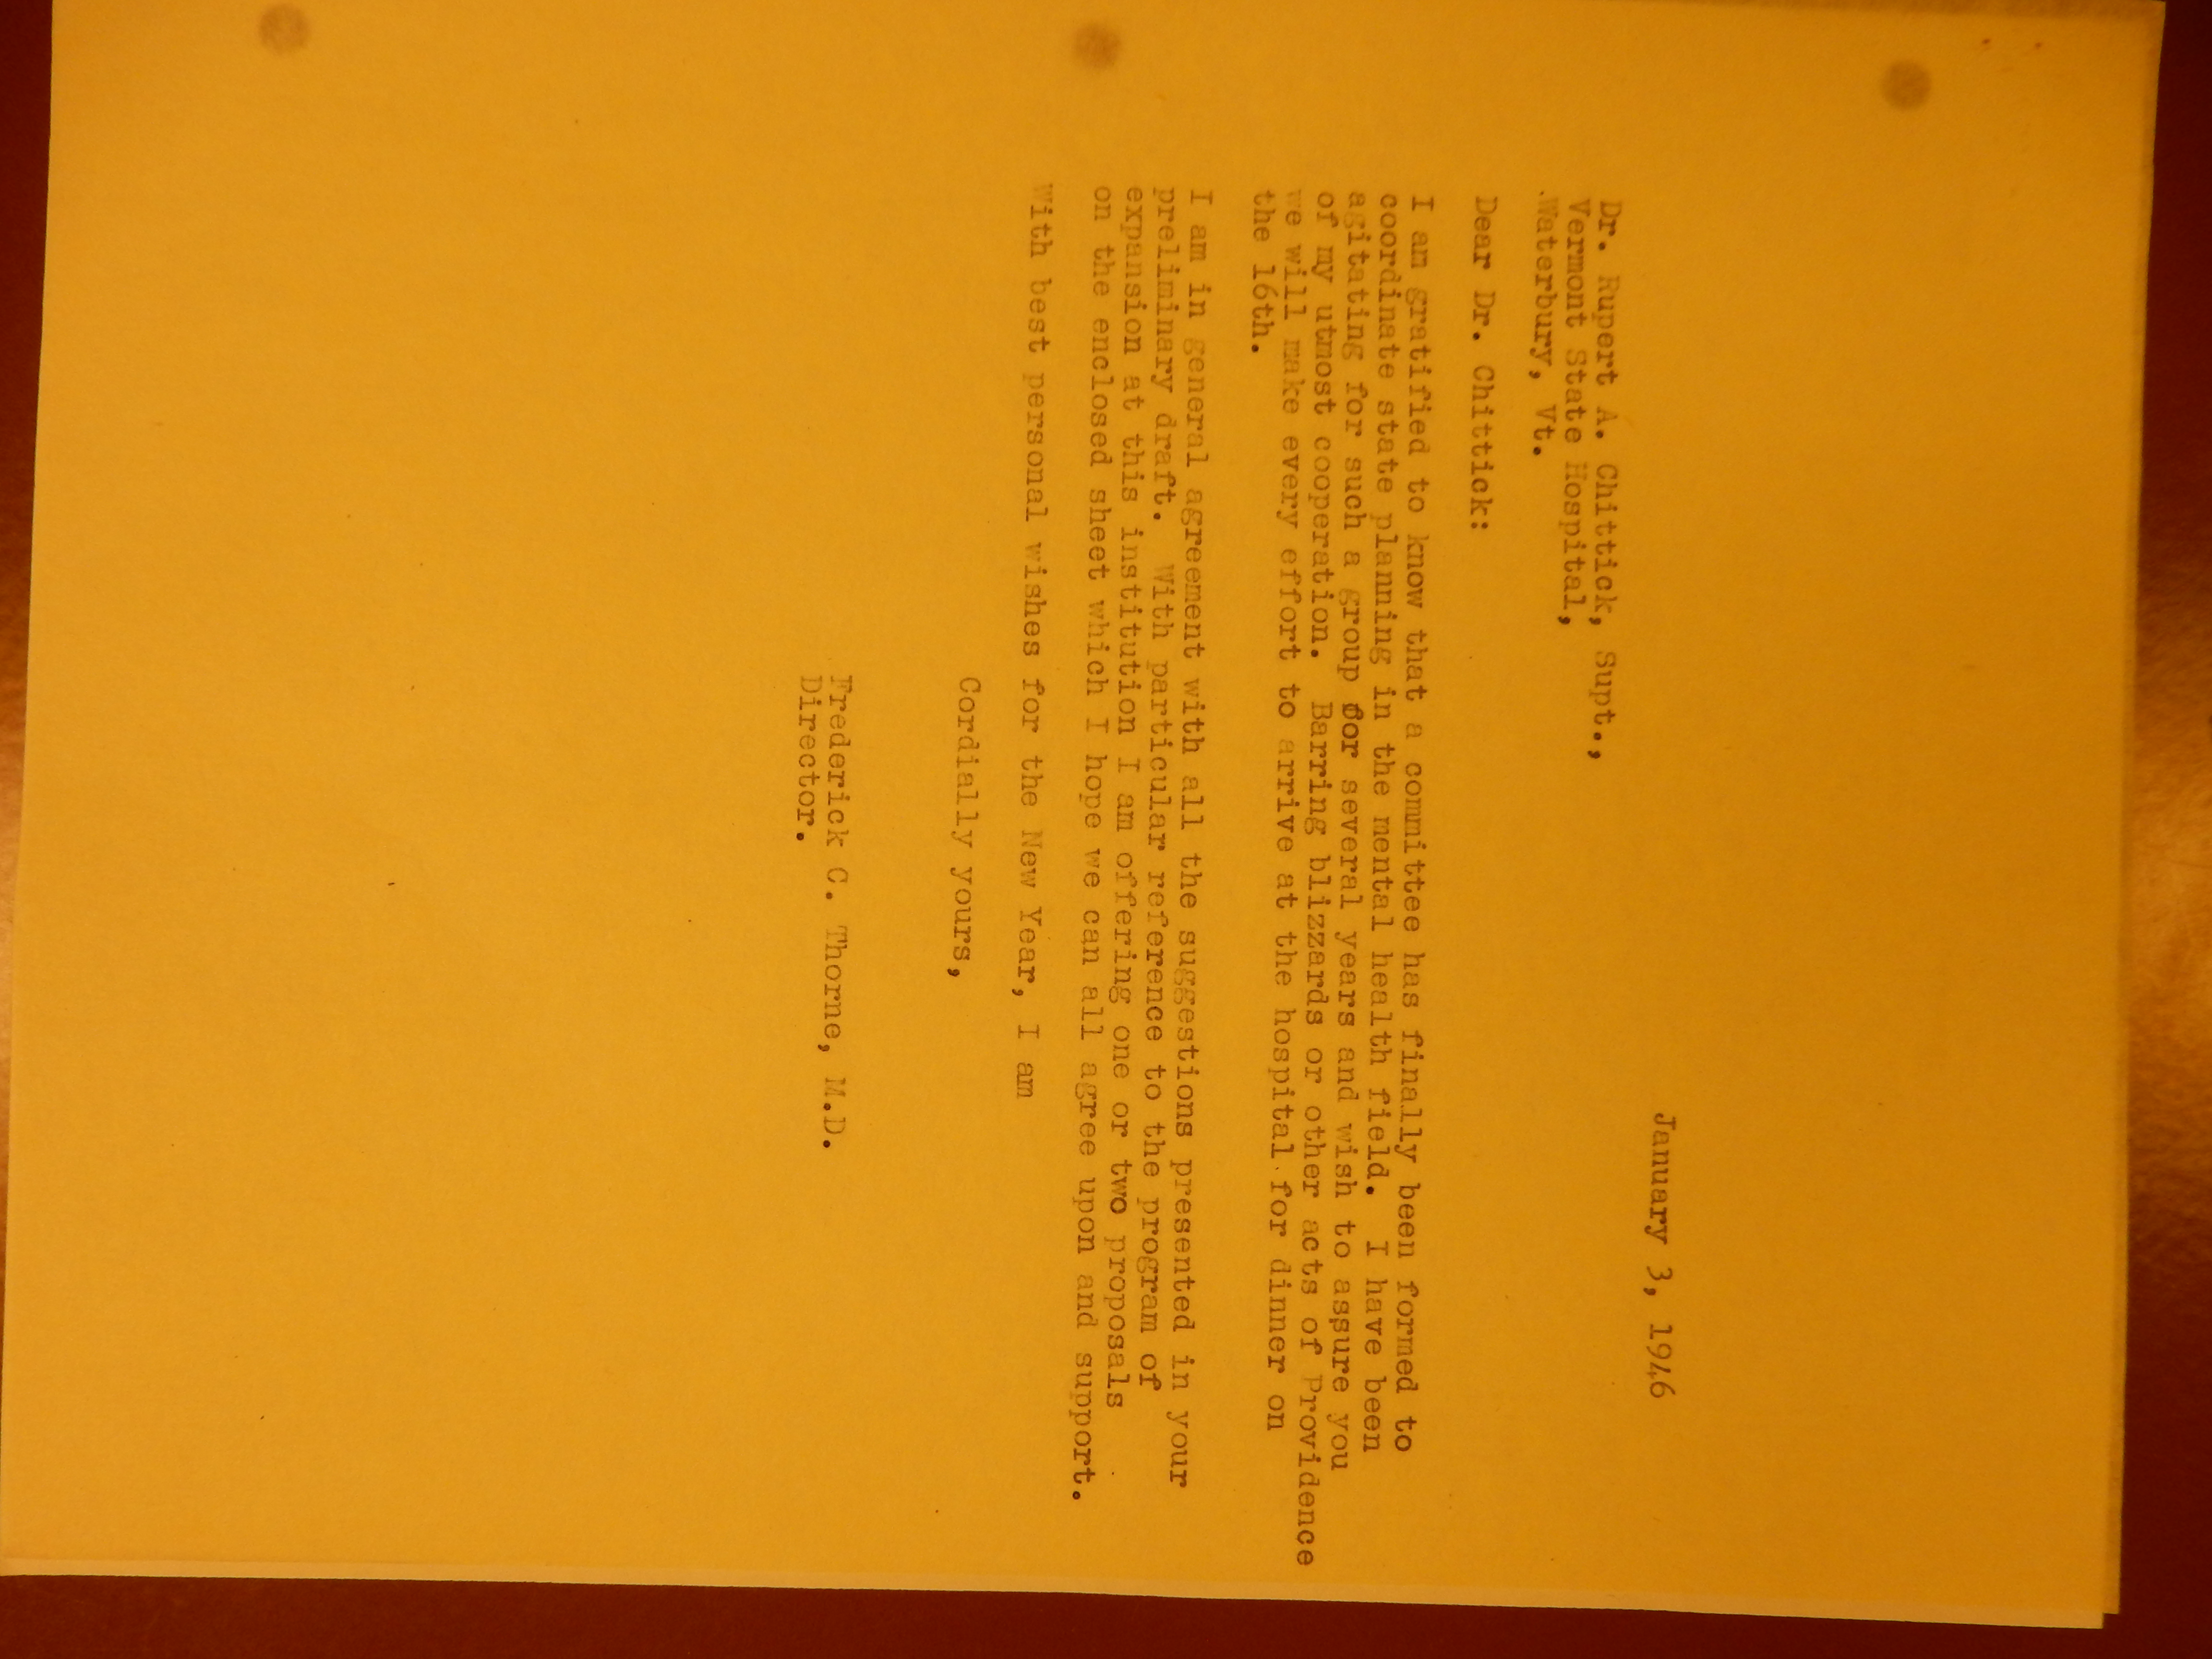 January 3, 1946
Dr. Rupert A. Chittick, Supt.,
Vermont State Hospital,
Waterbury, Vt.
Dear Dr. Chittick:
I am gratified to know that a committee has finally been formed to
coordinate state planning in the mental health field.  I have been
agitating for such a group for several years and wish to assure you
of my utmost cooperation.  Barring blizzards or other acts of Providence
we will make every effort to arrive at the hospital for dinner on
the 16th.
I am in general agreement with all the suggestions presented in your
preliminary draft.  With particular reference to the program of
expansion at this institution I am offering one or two proposals
on the enclosed sheet which I hope we can all agree upon and support.
With best personal wishes for the New Year, I am
Cordially yours,
Frederick C. Thorne, M.D.
Director.